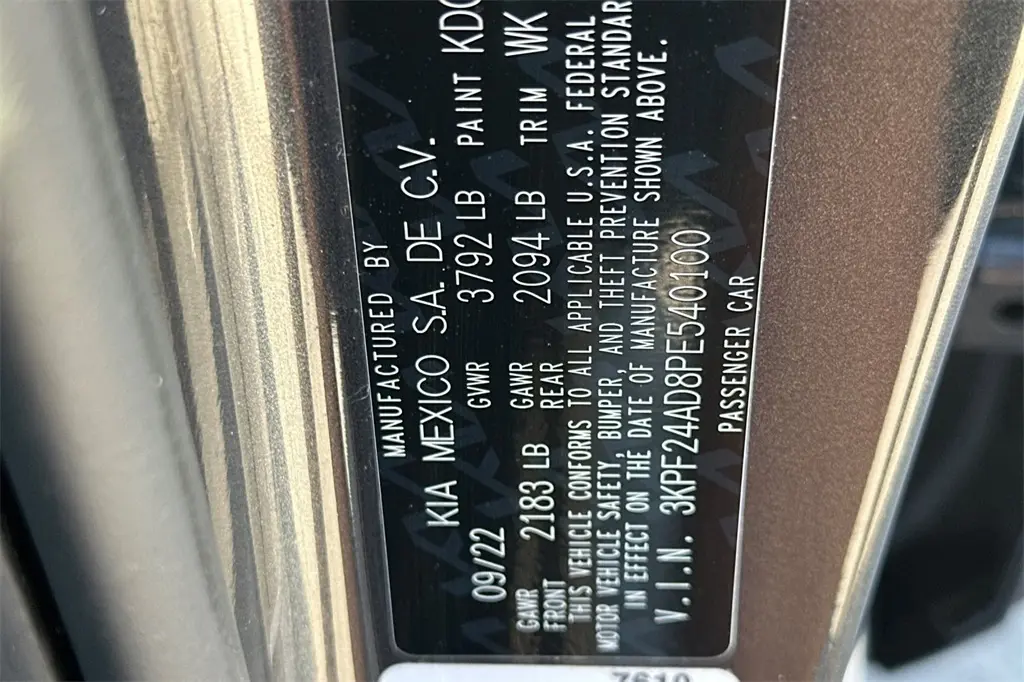 MANUFACTURED BY
KIA MEXICO S.A. DE C.V.
09/22 GVWR 3792 LB PAINT
GAWR FRONT 2183 LB GAWR REAR 2094 LB TRIM WK
THIS VEHICLE CONFORMS TO ALL APPLICABLE U.S.A. FEDERAL
MOTOR VEHICLE SAFETY, BUMPER, AND THEFT PREVENTION STANDAR
IN EFFECT ON THE DATE OF MANUFACTURE SHOWN ABOVE.
V.I.N. 3KPF24AD8PE540100
PASSENGER CAR